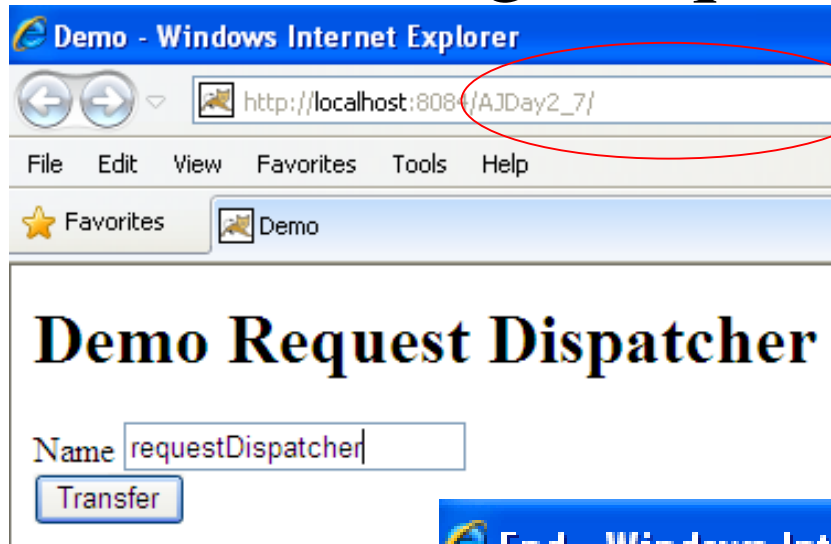 Demo - Windows Internet Explorer
http://localhost:8084/AJDay2_7/
File Edit View Favorites Tools Help
Favorites Demo
Demo Request Dispatcher
Name requestDispatcher
Transfer